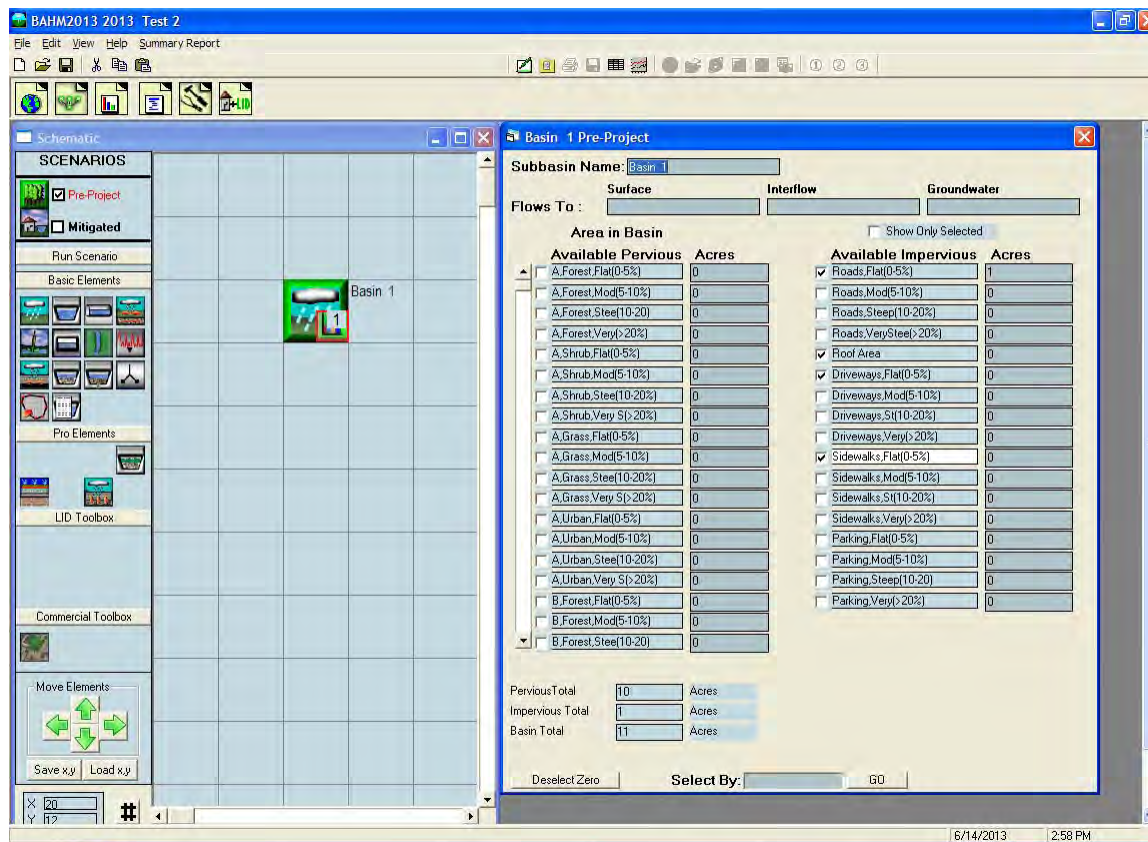 BAHM2013 2013 Test 2
File Edit View Help Summary Report
1 2 3
+LID
Schematic
SCENARIOS
Pre-Project
Mitigated
Run Scenario
Basic Elements
Pro Elements
LID Toolbox
Commercial Toolbox
Move Elements
Save x,y Load x,y
X 20
Y 12
#
Basin 1
1
Basin 1 Pre-Project
Subbasin Name: Basin 1
Surface Interflow Groundwater
Flows To :
Area in Basin Show Only Selected
Available Pervious Acres Available Impervious Acres
A,Forest,Flat(0-5%) 0 Roads,Flat(0-5%) 1
A,Forest,Mod(5-10%) 0 Roads,Mod(5-10%) 0
A,Forest,Stee(10-20) 0 Roads,Steep(10-20%) 0
A,Forest,Very(>20%) 0 Roads,VeryStee(>20%) 0
A,Shrub,Flat(0-5%) 0 Roof Area 0
A,Shrub,Mod(5-10%) 0 Driveways,Flat(0-5%) 0
A,Shrub,Stee(10-20%) 0 Driveways,Mod(5-10%) 0
A,Shrub,Very S(>20%) 0 Driveways,St(10-20%) 0
A,Grass,Flat(0-5%) 0 Driveways,Very(>20%) 0
A,Grass,Mod(5-10%) 0 Sidewalks,Flat(0-5%) 0
A,Grass,Stee(10-20%) 0 Sidewalks,Mod(5-10%) 0
A,Grass,Very S(>20%) 0 Sidewalks,St(10-20%) 0
A,Urban,Flat(0-5%) 0 Sidewalks,Very(>20%) 0
A,Urban,Mod(5-10%) 0 Parking,Flat(0-5%) 0
A,Urban,Stee(10-20%) 0 Parking,Mod(5-10%) 0
A,Urban,Very S(>20%) 0 Parking,Steep(10-20) 0
B,Forest,Flat(0-5%) 0 Parking,Very(>20%) 0
B,Forest,Mod(5-10%) 0
B,Forest,Stee(10-20) 0
PerviousTotal 10 Acres
Impervious Total 1 Acres
Basin Total 11 Acres
Deselect Zero Select By: GO
6/14/2013 2:58 PM